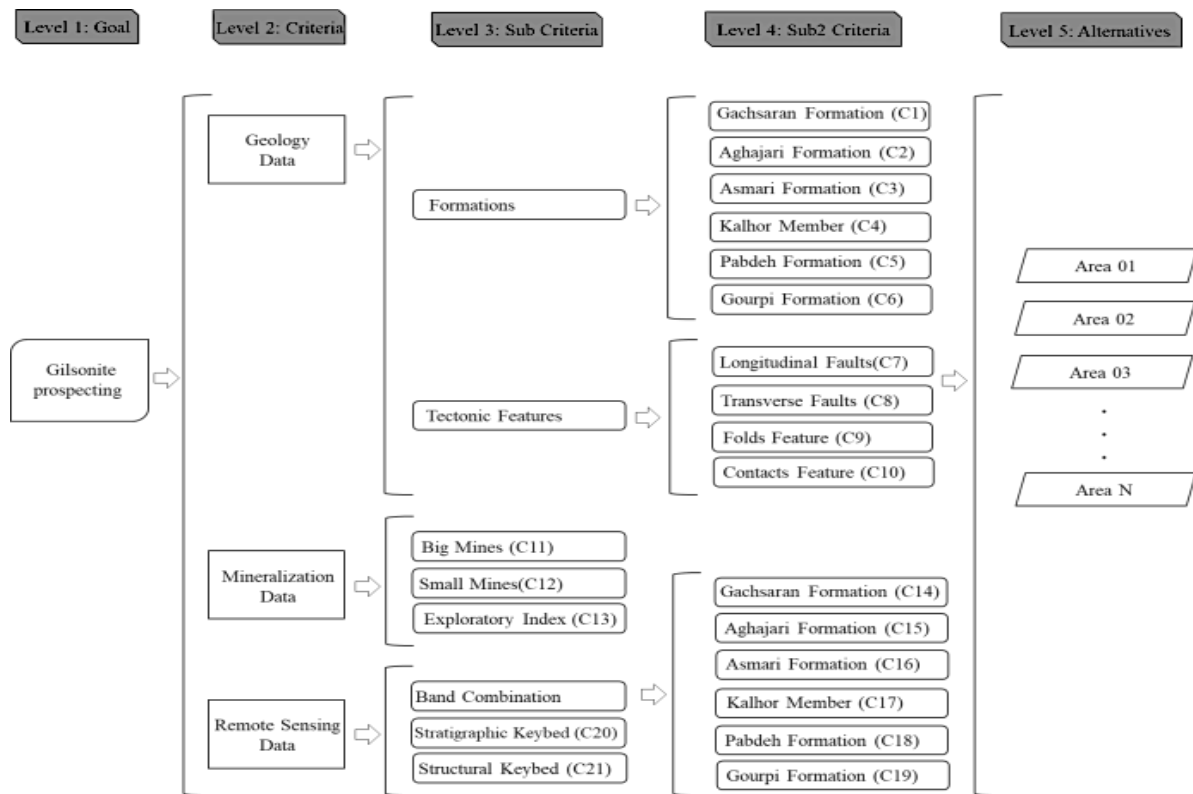 Level 1: Goal
Level 2: Criteria
Level 3: Sub Criteria
Level 4: Sub2 Criteria
Level 5: Alternatives
Gilsonite
prospecting
Geology
Data
Formations
Gachsaran Formation (C1)
Aghajari Formation (C2)
Asmari Formation (C3)
Kalhor Member (C4)
Pabdeh Formation (C5)
Gourpi Formation (C6)
Tectonic Features
Longitudinal Faults(C7)
Transverse Faults (C8)
Folds Feature (C9)
Contacts Feature (C10)
Mineralization
Data
Big Mines (C11)
Small Mines(C12)
Exploratory Index (C13)
Remote Sensing
Data
Band Combination
Stratigraphic Keybed (C20)
Structural Keybed (C21)
Gachsaran Formation (C14)
Aghajari Formation (C15)
Asmari Formation (C16)
Kalhor Member (C17)
Pabdeh Formation (C18)
Gourpi Formation (C19)
Area 01
Area 02
Area 03
.
.
.
Area N